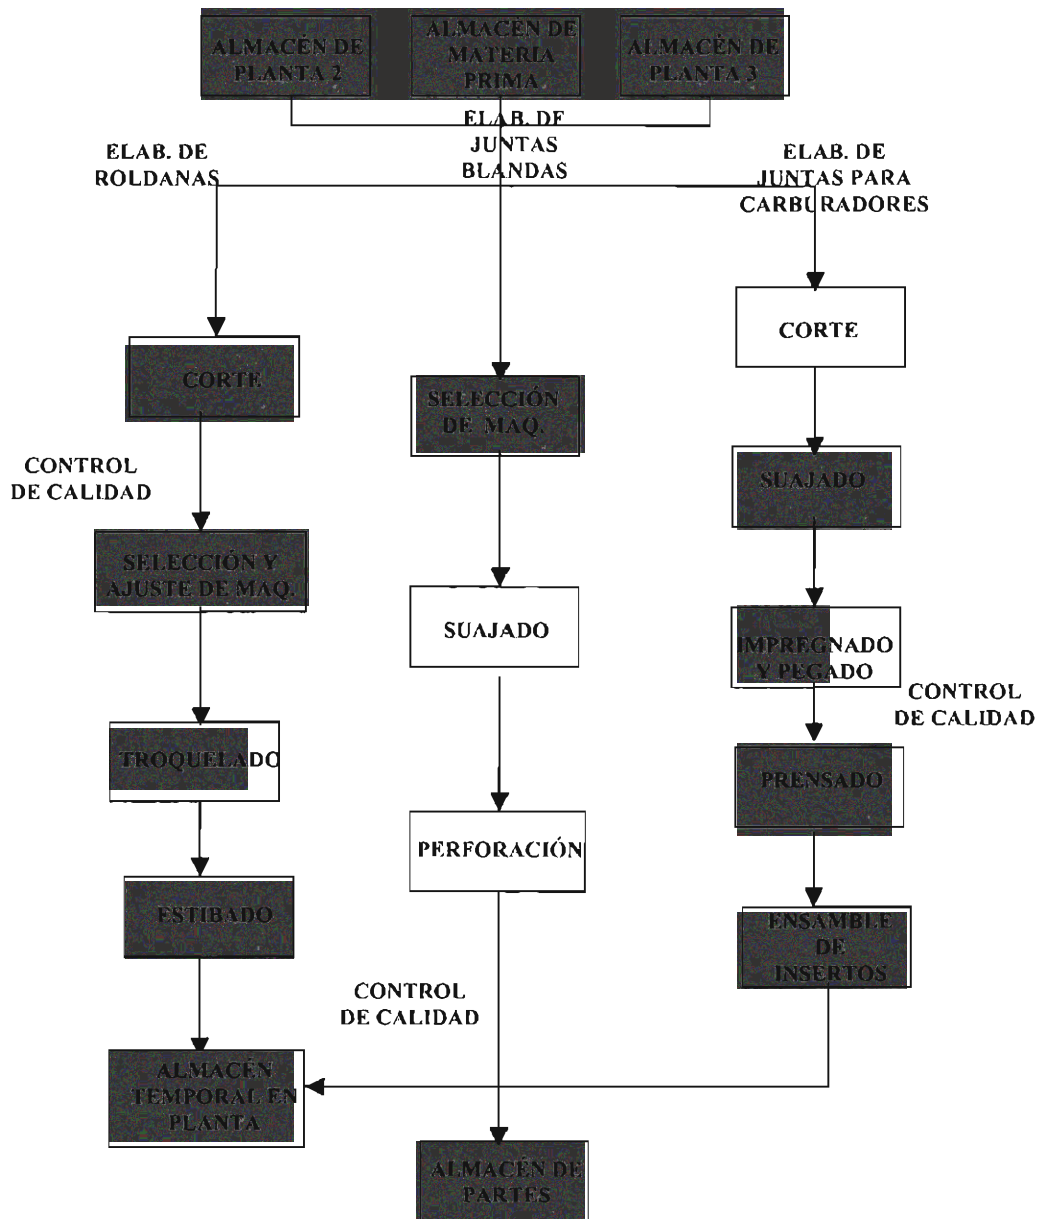 ALMACÉN DE
PLANTA 2
ALMACÉN DE
MATERIA
PRIMA
ALMACÉN DE
PLANTA 3
ELAB. DE
ROLDANAS
ELAB. DE
JUNTAS
BLANDAS
ELAB. DE
JUNTAS PARA
CARBURADORES
CORTE
CONTROL
DE CALIDAD
SELECCIÓN Y
AJUSTE DE MAQ.
TROQUELADO
ESTIBADO
ALMACÉN
TEMPORAL EN
PLANTA
SELECCIÓN
DE MAQ.
SUAJADO
PERFORACIÓN
CONTROL
DE CALIDAD
ALMACÉN DE
PARTES
CORTE
SUAJADO
IMPREGNADO
Y PEGADO
CONTROL
DE CALIDAD
PRENSADO
ENSAMBLE
DE
INSERTOS